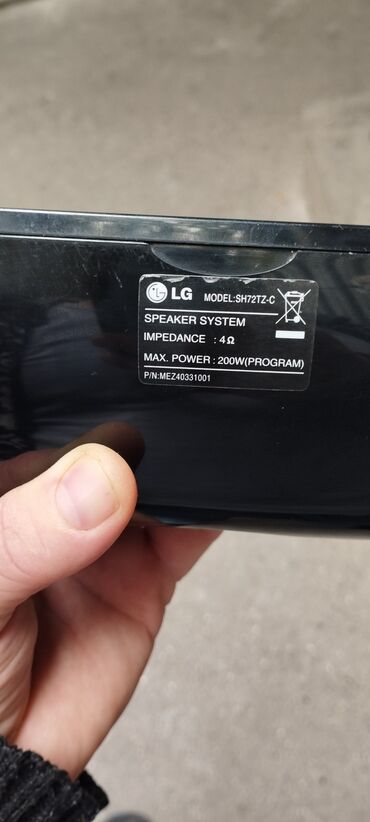 LG MODEL:SH72TZ-C
SPEAKER SYSTEM
IMPEDANCE : 4Ω
MAX. POWER : 200W(PROGRAM)
P/N:MEZ40331001